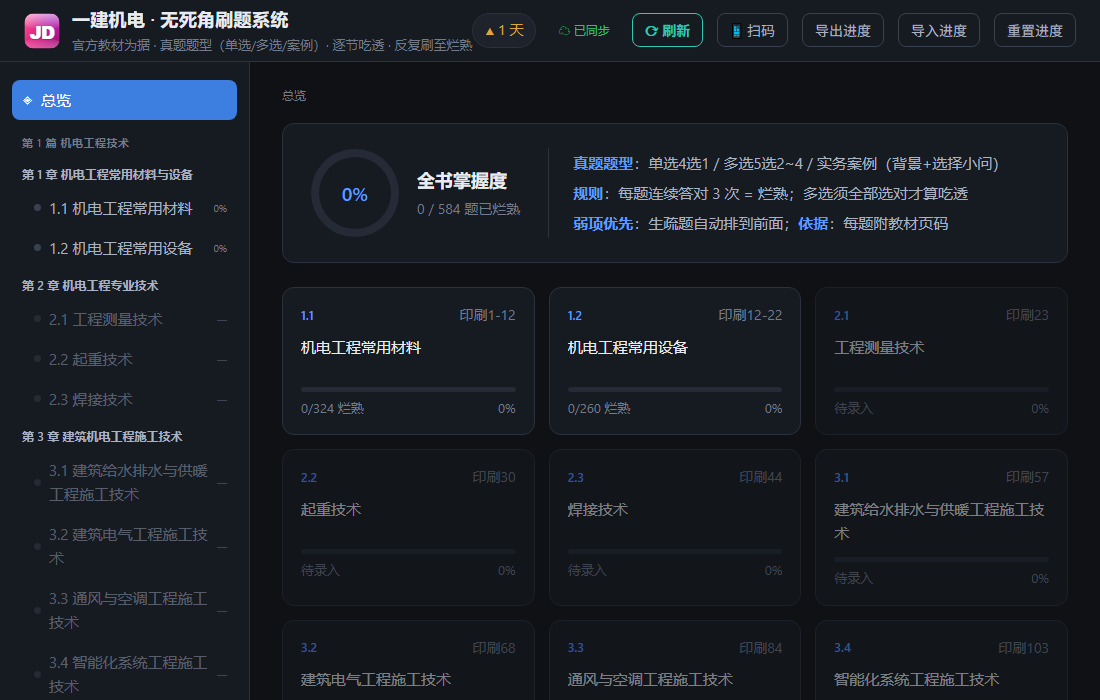 JD
一建机电 · 无死角刷题系统
官方教材为据 · 真题题型（单选/多选/案例）· 逐节吃透 · 反复刷至烂熟
▲ 1 天
已同步
刷新
扫码
导出进度
导入进度
重置进度
总览
第 1 篇 机电工程技术
第 1 章 机电工程常用材料与设备
1.1 机电工程常用材料 0%
1.2 机电工程常用设备 0%
第 2 章 机电工程专业技术
2.1 工程测量技术 —
2.2 起重技术 —
2.3 焊接技术 —
第 3 章 建筑机电工程施工技术
3.1 建筑给水排水与供暖
工程施工技术 —
3.2 建筑电气工程施工技
术 —
3.3 通风与空调工程施工
技术 —
3.4 智能化系统工程施工
技术 —
总览
0%
全书掌握度
0 / 584 题已烂熟
真题题型：单选4选1 / 多选5选2~4 / 实务案例（背景+选择小问）
规则：每题连续答对 3 次 = 烂熟；多选须全部选对才算吃透
弱项优先：生疏题自动排到前面；依据：每题附教材页码
1.1 印刷1-12
机电工程常用材料
0/324 烂熟 0%
1.2 印刷12-22
机电工程常用设备
0/260 烂熟 0%
2.1 印刷23
工程测量技术
待录入 0%
2.2 印刷30
起重技术
待录入 0%
2.3 印刷44
焊接技术
待录入 0%
3.1 印刷57
建筑给水排水与供暖工程施工技
术
待录入 0%
3.2 印刷68
建筑电气工程施工技术
3.3 印刷84
通风与空调工程施工技术
3.4 印刷103
智能化系统工程施工技术